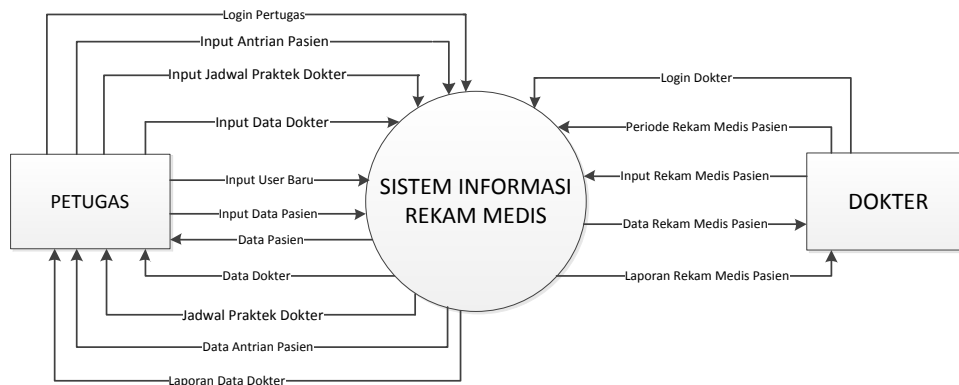 Login Pertugas
Input Antrian Pasien
Input Jadwal Praktek Dokter
Input Data Dokter
Input User Baru
Input Data Pasien
Data Pasien
Data Dokter
Jadwal Praktek Dokter
Data Antrian Pasien
Laporan Data Dokter
PETUGAS
SISTEM INFORMASI
REKAM MEDIS
Login Dokter
Periode Rekam Medis Pasien
Input Rekam Medis Pasien
Data Rekam Medis Pasien
Laporan Rekam Medis Pasien
DOKTER